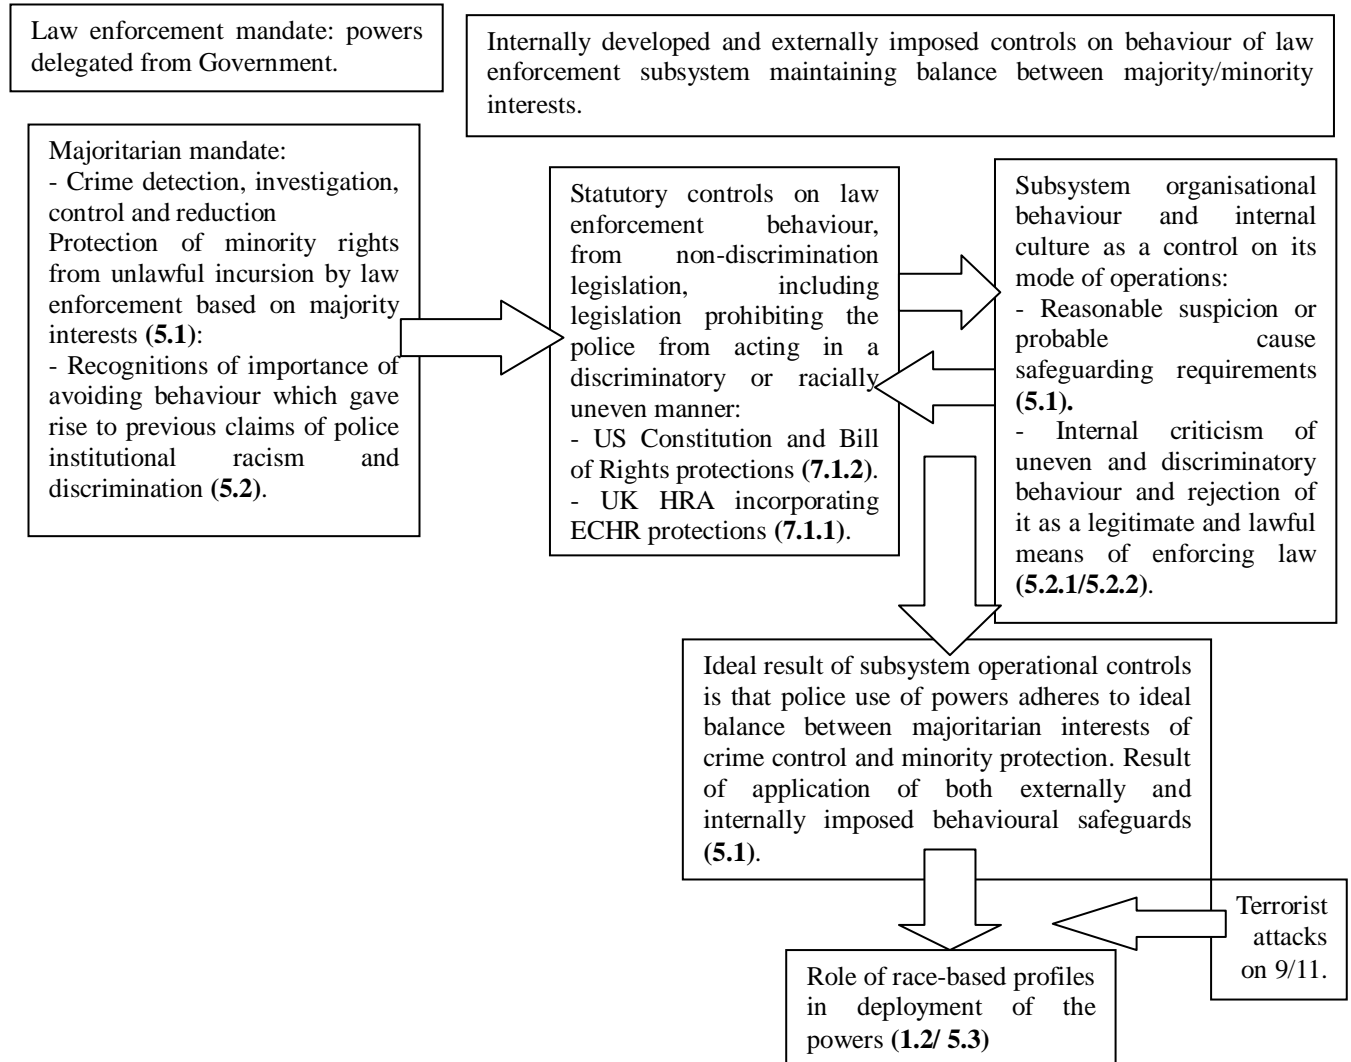 Law enforcement mandate: powers
delegated from Government.
Internally developed and externally imposed controls on behaviour of law
enforcement subsystem maintaining balance between majority/minority
interests.
Majoritarian mandate:
- Crime detection, investigation,
control and reduction
Protection of minority rights
from unlawful incursion by law
enforcement based on majority
interests (5.1):
- Recognitions of importance of
avoiding behaviour which gave
rise to previous claims of police
institutional racism and
discrimination (5.2).
Statutory controls on law
enforcement behaviour,
from non-discrimination
legislation, including
legislation prohibiting the
police from acting in a
discriminatory or racially
uneven manner:
- US Constitution and Bill
of Rights protections (7.1.2).
- UK HRA incorporating
ECHR protections (7.1.1).
Subsystem organisational
behaviour and internal
culture as a control on its
mode of operations:
- Reasonable suspicion or
probable cause
safeguarding requirements
(5.1).
- Internal criticism of
uneven and discriminatory
behaviour and rejection of
it as a legitimate and lawful
means of enforcing law
(5.2.1/5.2.2).
Ideal result of subsystem operational controls
is that police use of powers adheres to ideal
balance between majoritarian interests of
crime control and minority protection. Result
of application of both externally and
internally imposed behavioural safeguards
(5.1).
Terrorist
attacks
on 9/11.
Role of race-based profiles
in deployment of the
powers (1.2/ 5.3)